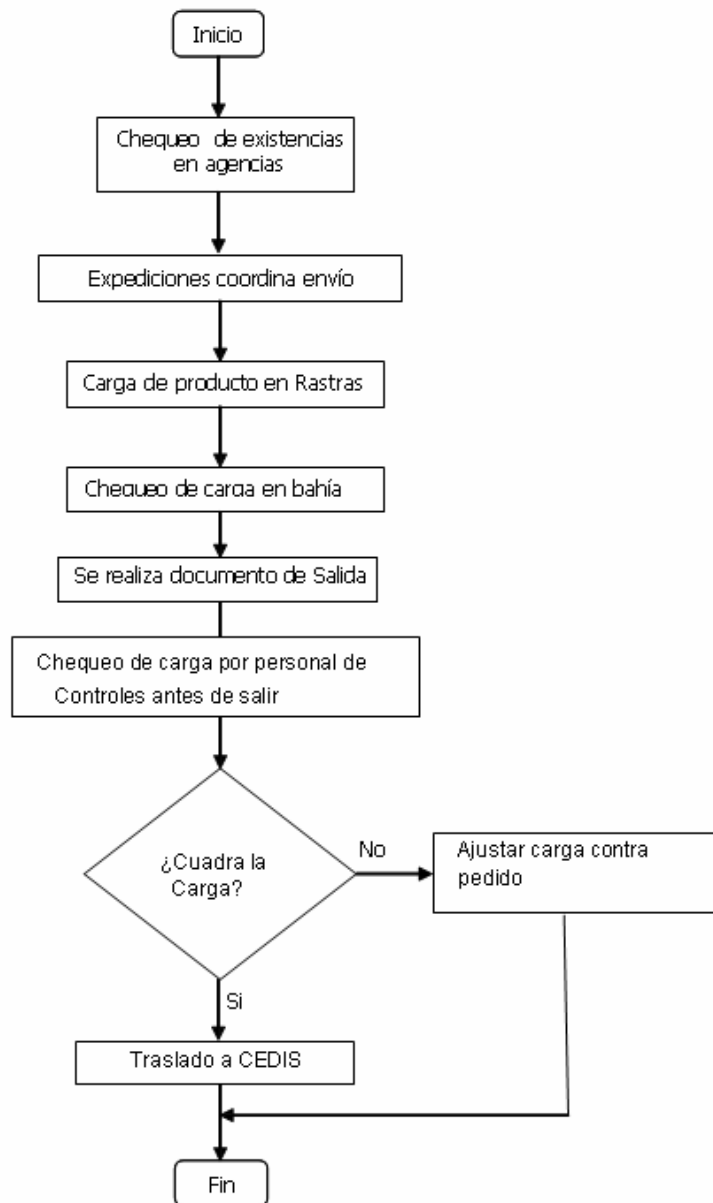 Inicio
Chequeo de existencias
en agencias
Expediciones coordina envío
Carga de producto en Rastras
Chequeo de carga en bahía
Se realiza documento de Salida
Chequeo de carga por personal de
Controles antes de salir
¿Cuadra la
Carga?
No
Ajustar carga contra
pedido
Si
Traslado a CEDIS
Fin